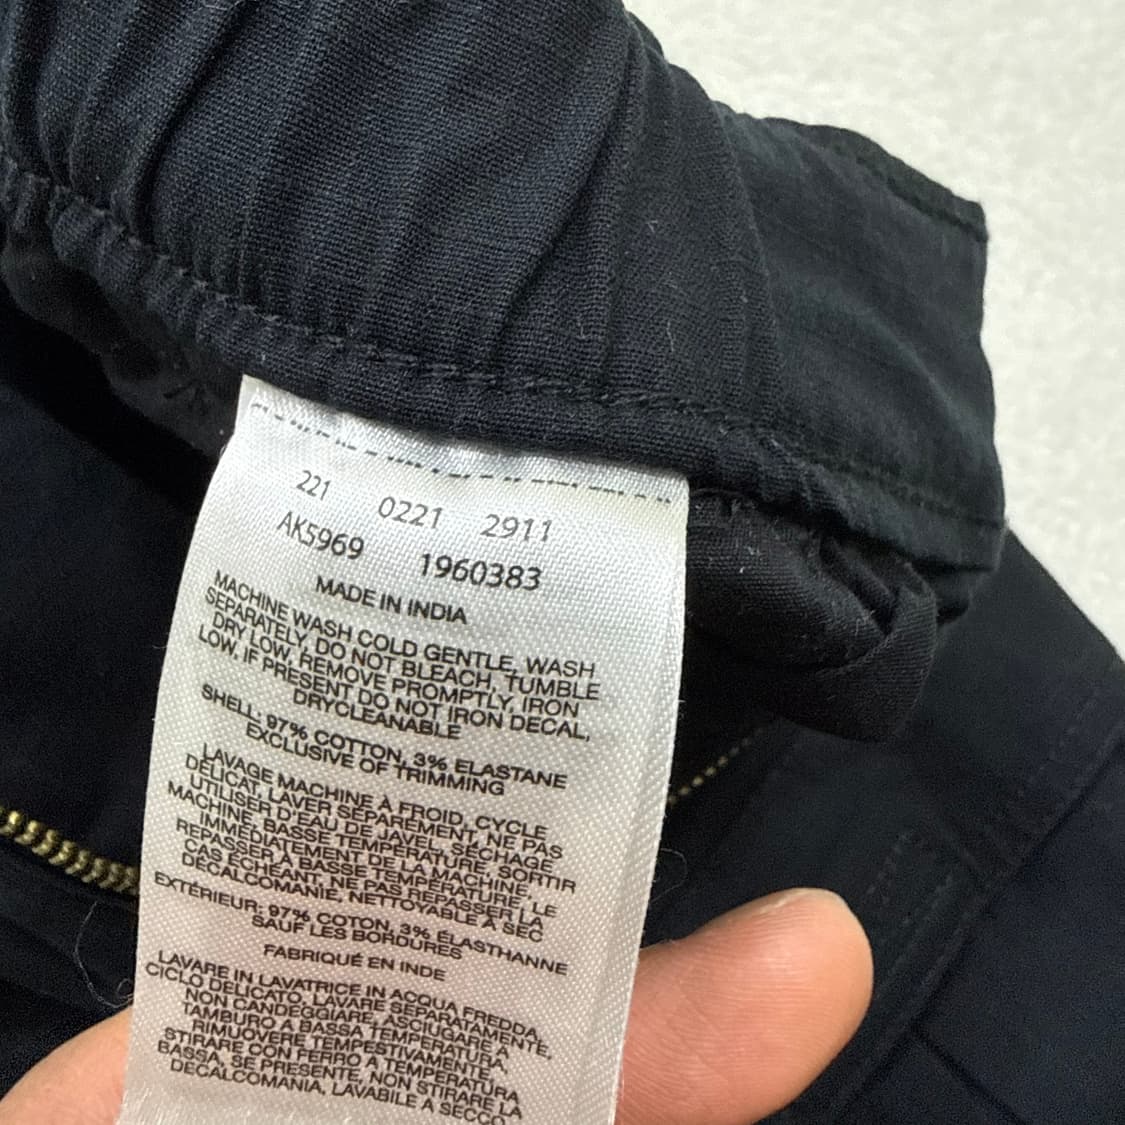 221 0221 2911
AK5969 1960383
MADE IN INDIA
MACHINE WASH COLD GENTLE, WASH
SEPARATELY, DO NOT BLEACH, TUMBLE
DRY LOW, REMOVE PROMPTLY, IRON
LOW, IF PRESENT DO NOT IRON DECAL,
DRYCLEANABLE
SHELL: 97% COTTON, 3% ELASTANE
EXCLUSIVE OF TRIMMING
LAVAGE MACHINE À FROID, CYCLE
DÉLICAT, LAVER SÉPARÉMENT, NE PAS
UTILISER D'EAU DE JAVEL, SÉCHAGE
MACHINE, BASSE TEMPÉRATURE, SORTIR
IMMÉDIATEMENT DE LA MACHINE,
REPASSER À BASSE TEMPÉRATURE, LE
CAS ÉCHÉANT, NE PAS REPASSER LA
DÉCALCOMANIE, NETTOYABLE À SEC
EXTÉRIEUR: 97% COTON, 3% ÉLASTHANNE
SAUF LES BORDURES
FABRIQUÉ EN INDE
LAVARE IN LAVATRICE IN ACQUA FREDDA
CICLO DELICATO, LAVARE SEPARATAMENTE,
NON CANDEGGIARE, ASCIUGARE A
TAMBURO A BASSA TEMPERATURA,
RIMUOVERE TEMPESTIVAMENTE,
STIRARE CON FERRO A TEMPERATURA
BASSA, SE PRESENTE, NON STIRARE LA
DECALCOMANIA, LAVABILE A SECCO